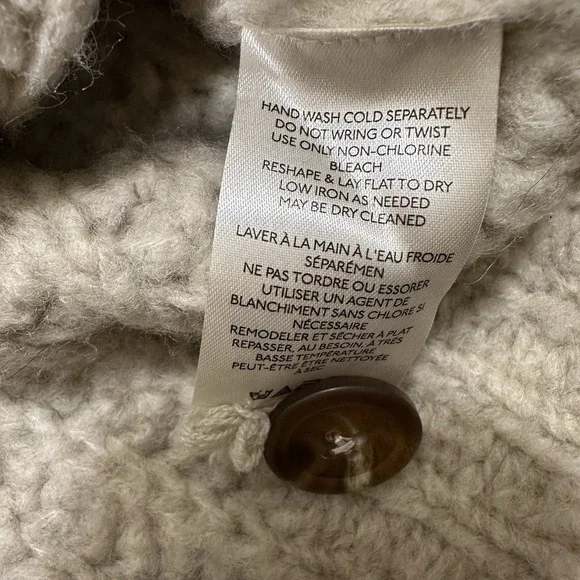 HAND WASH COLD SEPARATELY
DO NOT WRING OR TWIST
USE ONLY NON-CHLORINE
BLEACH
RESHAPE & LAY FLAT TO DRY
LOW IRON AS NEEDED
MAY BE DRY CLEANED
LAVER À LA MAIN À L'EAU FROIDE
SÉPARÉMEN
NE PAS TORDRE OU ESSORER
UTILISER UN AGENT DE
BLANCHIMENT SANS CHLORE SI
NÉCESSAIRE
REMODELER ET SÉCHER À PLAT
REPASSER, AU BESOIN, À TRÈS
BASSE TEMPÉRATURE
PEUT-ÊTRE ÊTRE NETTOYÉE
À SEC